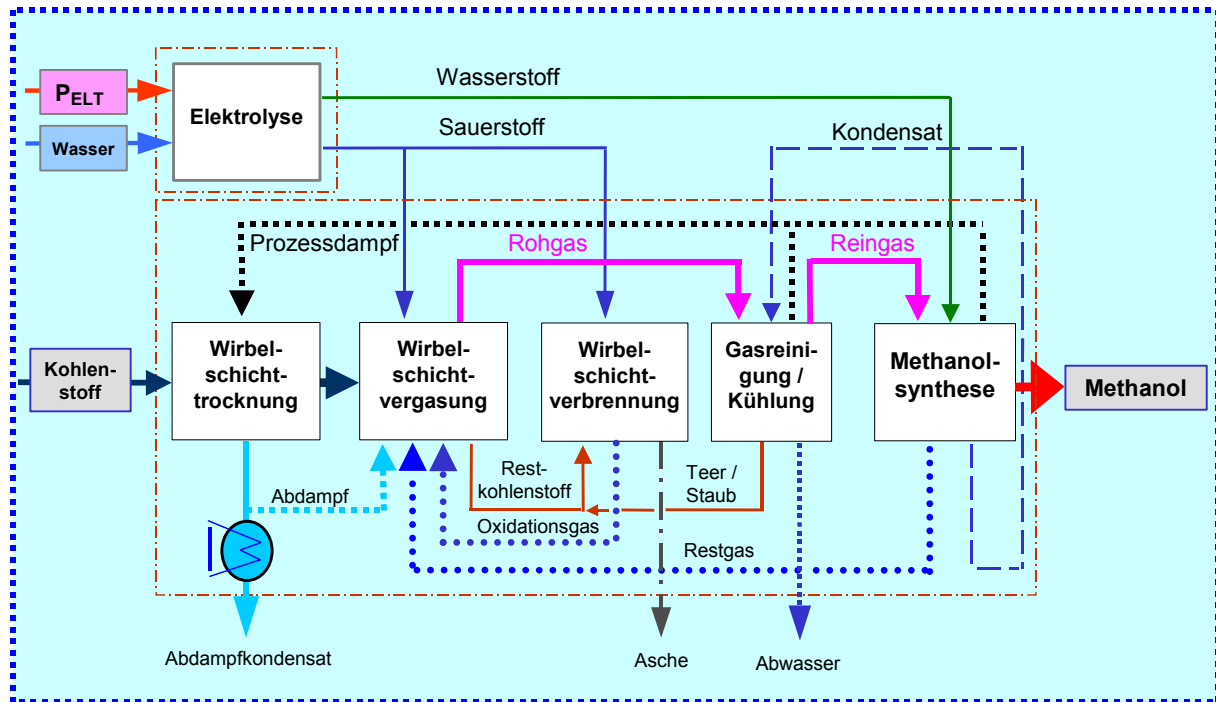 Wasserstoff
P_ELT
Elektrolyse
Sauerstoff
Kondensat
Wasser
Prozessdampf
Rohgas
Reingas
Kohlen-
stoff
Wirbel-
schicht-
trocknung
Wirbel-
schicht-
vergasung
Wirbel-
schicht-
verbrennung
Gasreini-
gung /
Kühlung
Methanol-
synthese
Methanol
Abdampf
Rest-
kohlenstoff
Teer /
Staub
Oxidationsgas
Restgas
Abdampfkondensat
Asche
Abwasser